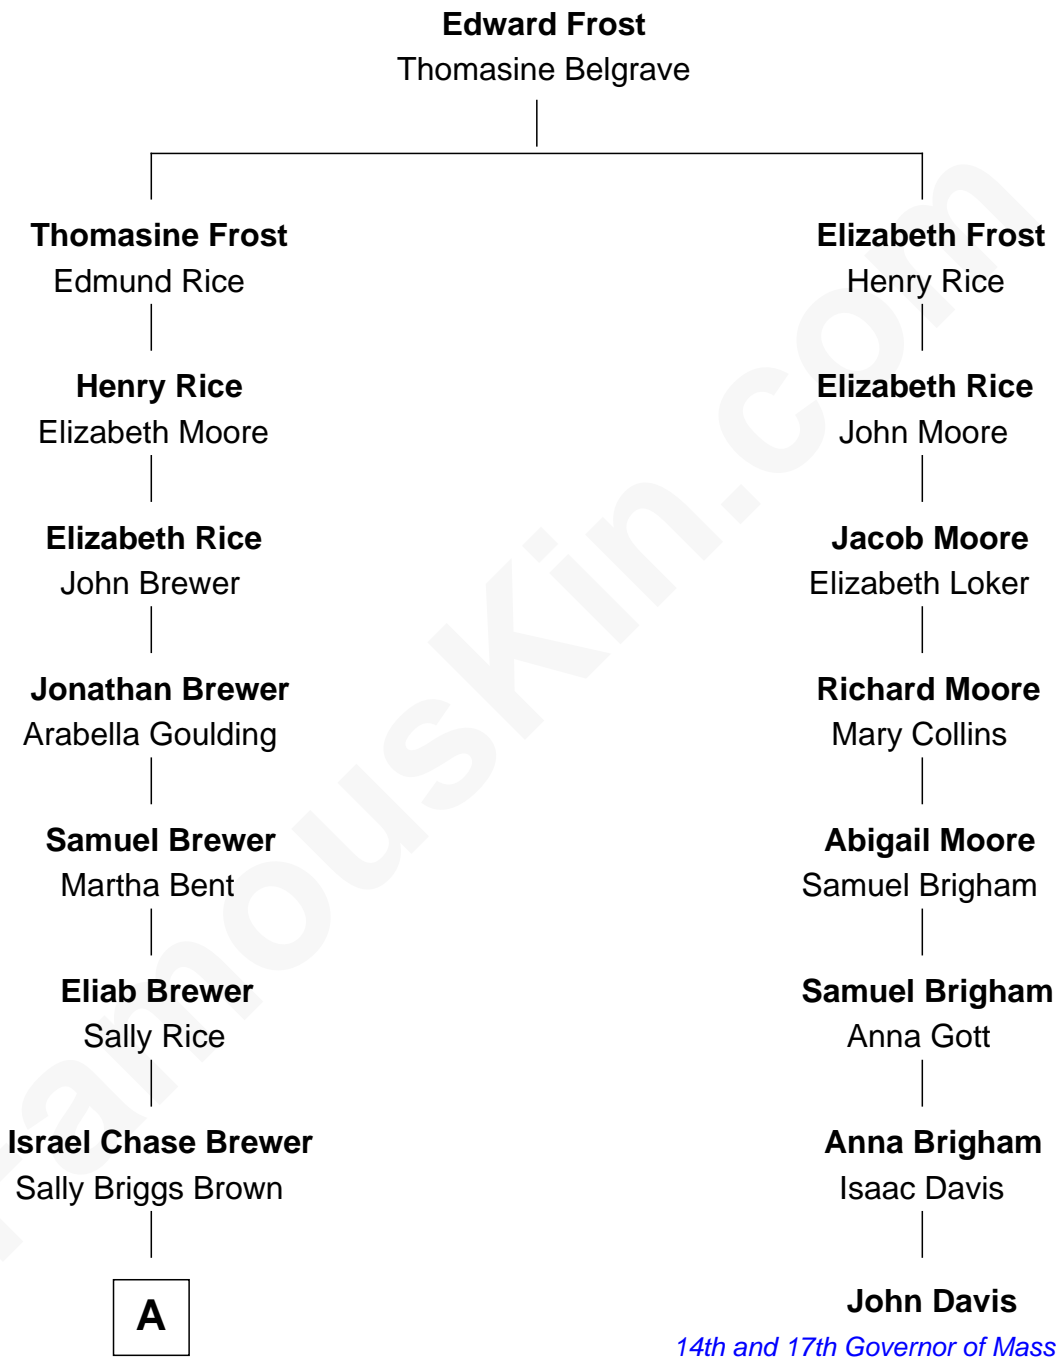 Edward Frost
Thomasine Belgrave
Thomasine Frost
Edmund Rice
Elizabeth Frost
Henry Rice
Henry Rice
Elizabeth Moore
Elizabeth Rice
John Moore
Elizabeth Rice
John Brewer
Jacob Moore
Elizabeth Loker
Jonathan Brewer
Arabella Goulding
Richard Moore
Mary Collins
Samuel Brewer
Martha Bent
Abigail Moore
Samuel Brigham
Eliab Brewer
Sally Rice
Samuel Brigham
Anna Gott
Israel Chase Brewer
Sally Briggs Brown
Anna Brigham
Isaac Davis
A
John Davis
14th and 17th Governor of Mass
FamousKin.com